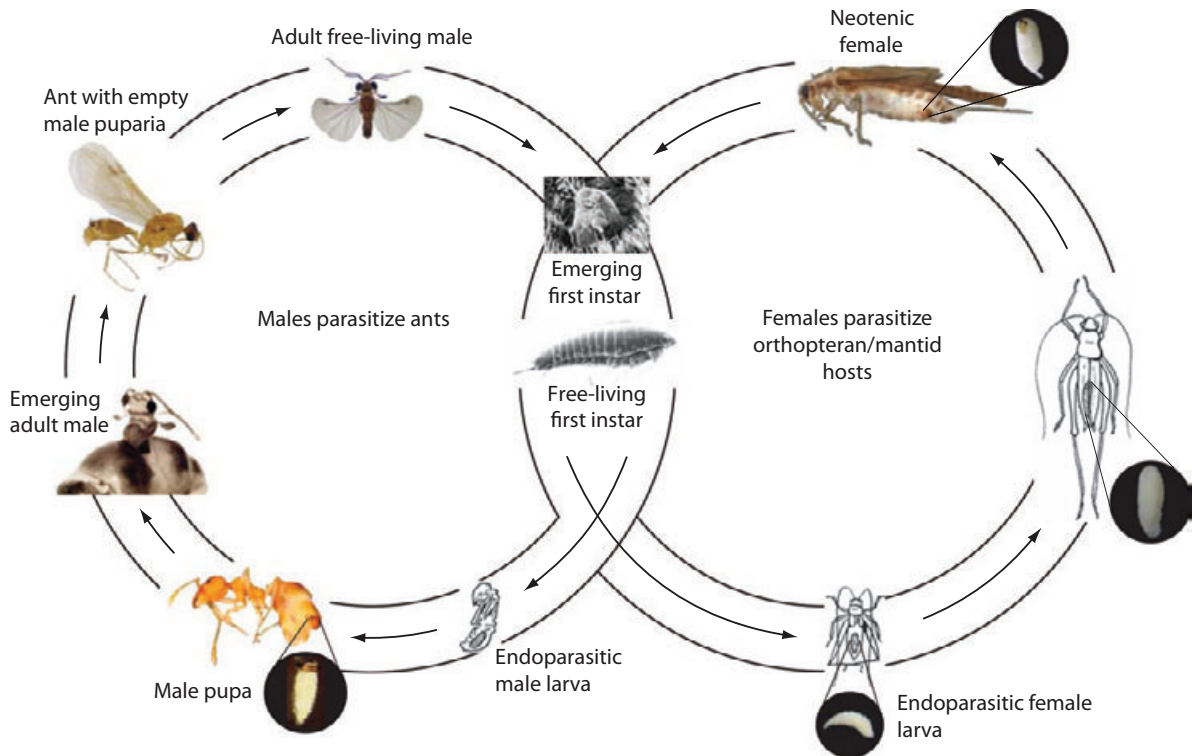 Adult free-living male
Neotenic
female
Ant with empty
male puparia
Emerging
first instar
Males parasitize ants
Females parasitize
orthopteran/mantid
hosts
Free-living
first instar
Emerging
adult male
Endoparasitic
male larva
Male pupa
Endoparasitic female
larva